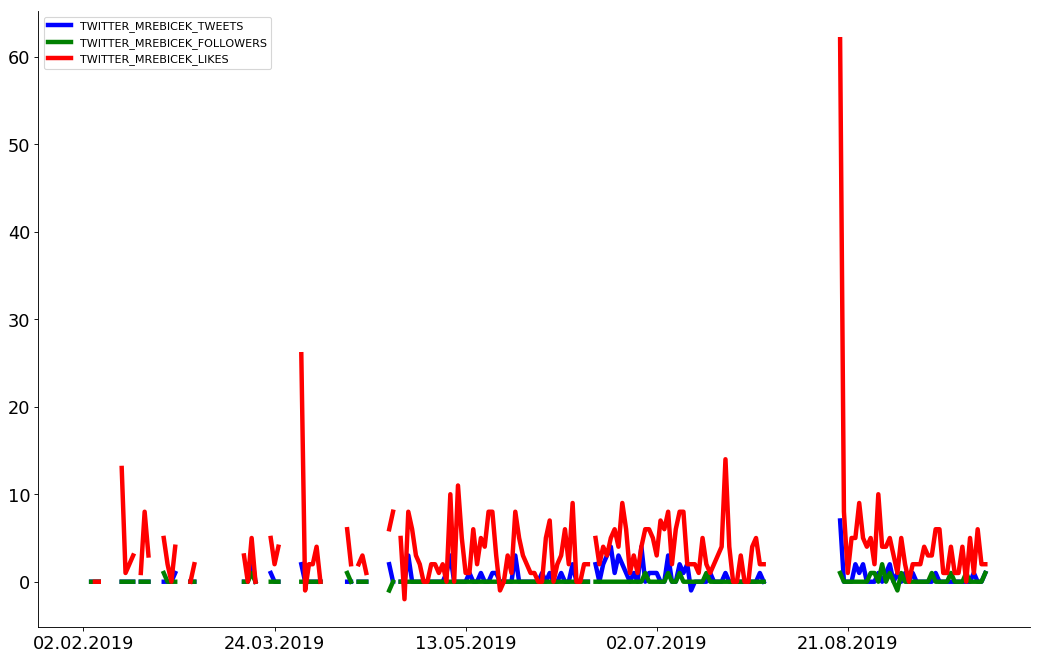 TWITTER_MREBICEK_TWEETS
TWITTER_MREBICEK_FOLLOWERS
TWITTER_MREBICEK_LIKES
60
50
40
30
20
10
0
02.02.2019 24.03.2019 13.05.2019 02.07.2019 21.08.2019